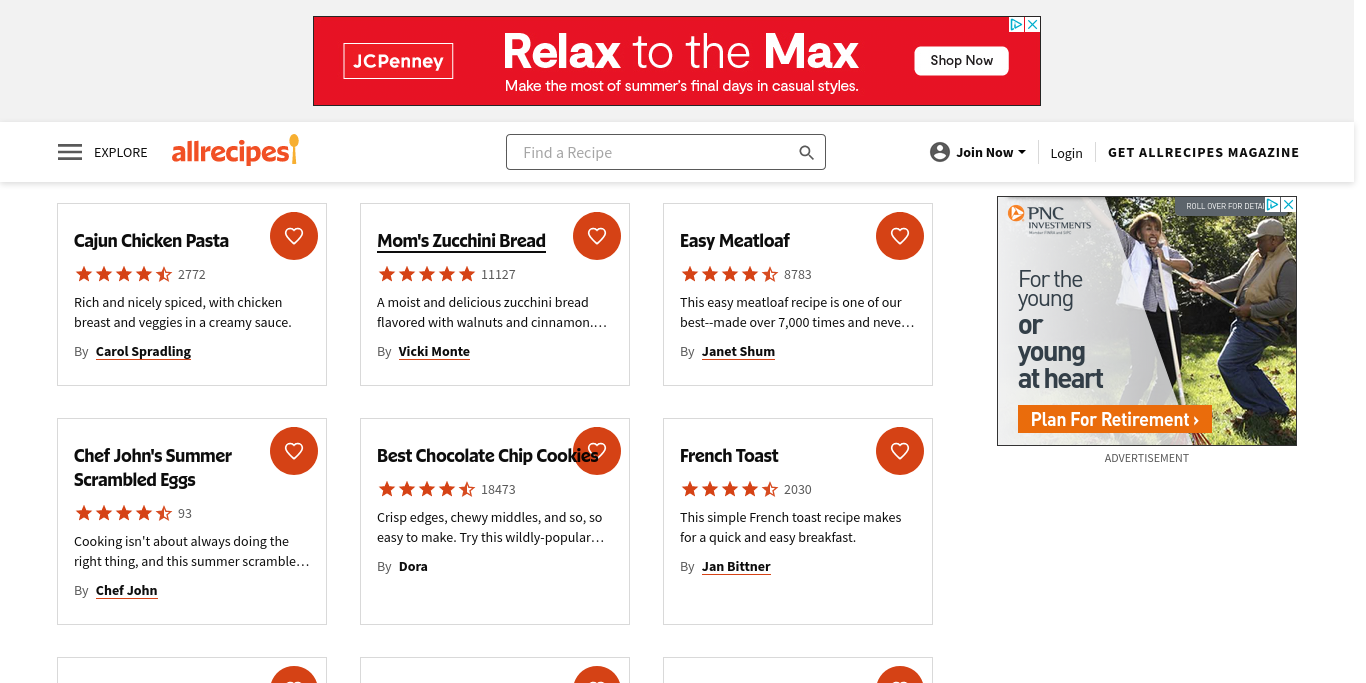 JCPenney
Relax to the Max
Make the most of summer's final days in casual styles.
Shop Now
EXPLORE
allrecipes
Find a Recipe
Join Now
Login
GET ALLRECIPES MAGAZINE
Cajun Chicken Pasta
2772
Rich and nicely spiced, with chicken
breast and veggies in a creamy sauce.
By Carol Spradling
Mom's Zucchini Bread
11127
A moist and delicious zucchini bread
flavored with walnuts and cinnamon.…
By Vicki Monte
Easy Meatloaf
8783
This easy meatloaf recipe is one of our
best--made over 7,000 times and neve…
By Janet Shum
Chef John's Summer
Scrambled Eggs
93
Cooking isn't about always doing the
right thing, and this summer scramble…
By Chef John
Best Chocolate Chip Cookies
18473
Crisp edges, chewy middles, and so, so
easy to make. Try this wildly-popular…
By Dora
French Toast
2030
This simple French toast recipe makes
for a quick and easy breakfast.
By Jan Bittner
ROLL OVER FOR DETAI
PNC
INVESTMENTS
For the
young
or
young
at heart
Plan For Retirement ›
ADVERTISEMENT